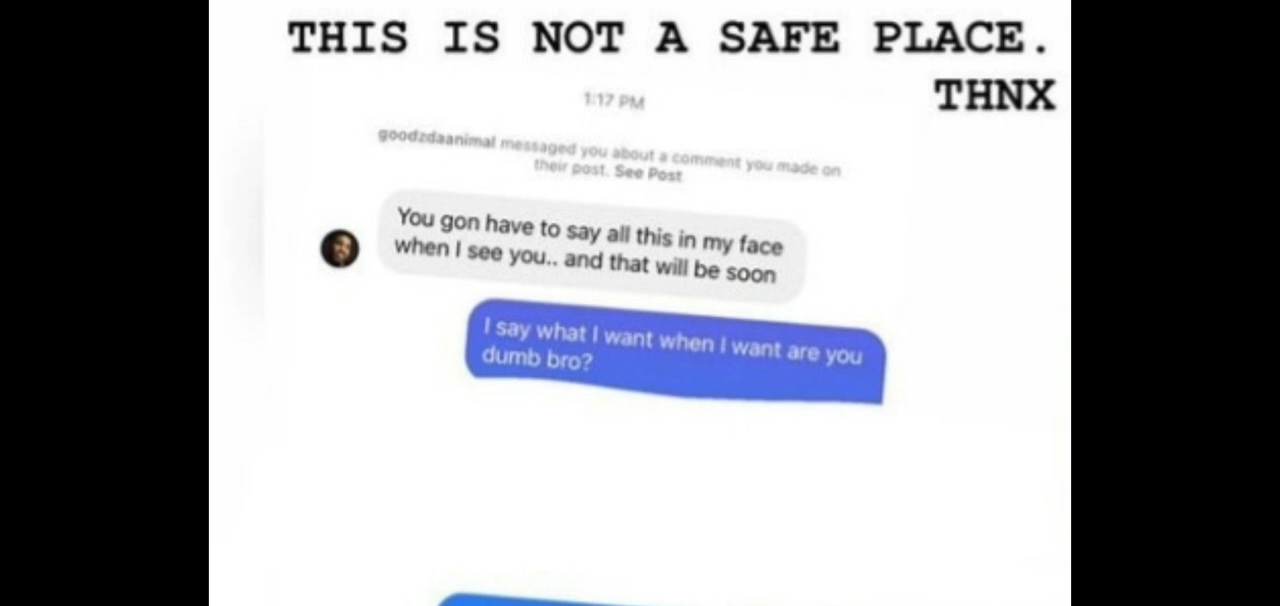 THIS IS NOT A SAFE PLACE.
THNX
1:17 PM
goodzdaanimal messaged you about a comment you made on
their post. See Post
You gon have to say all this in my face
when I see you.. and that will be soon
I say what I want when I want are you
dumb bro?